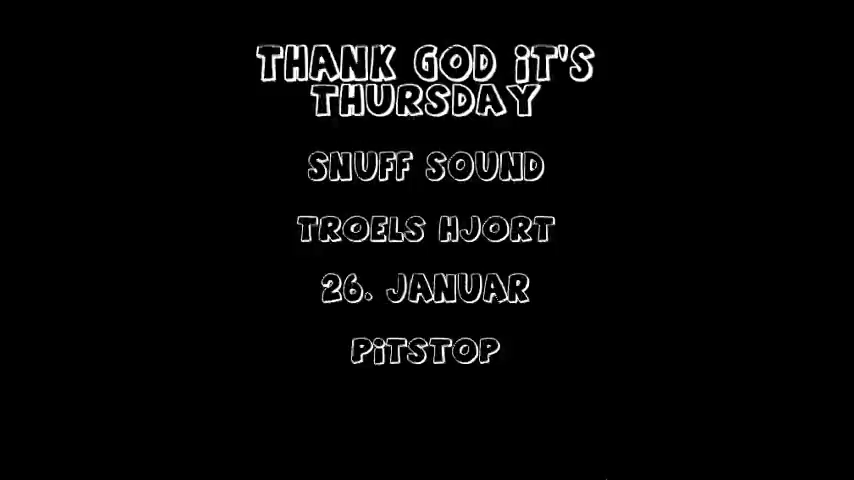 THANK GOD iT'S
THURSDAY
SNUFF SOUND
TROELS HJORT
26. JANUAR
PiTSTOP